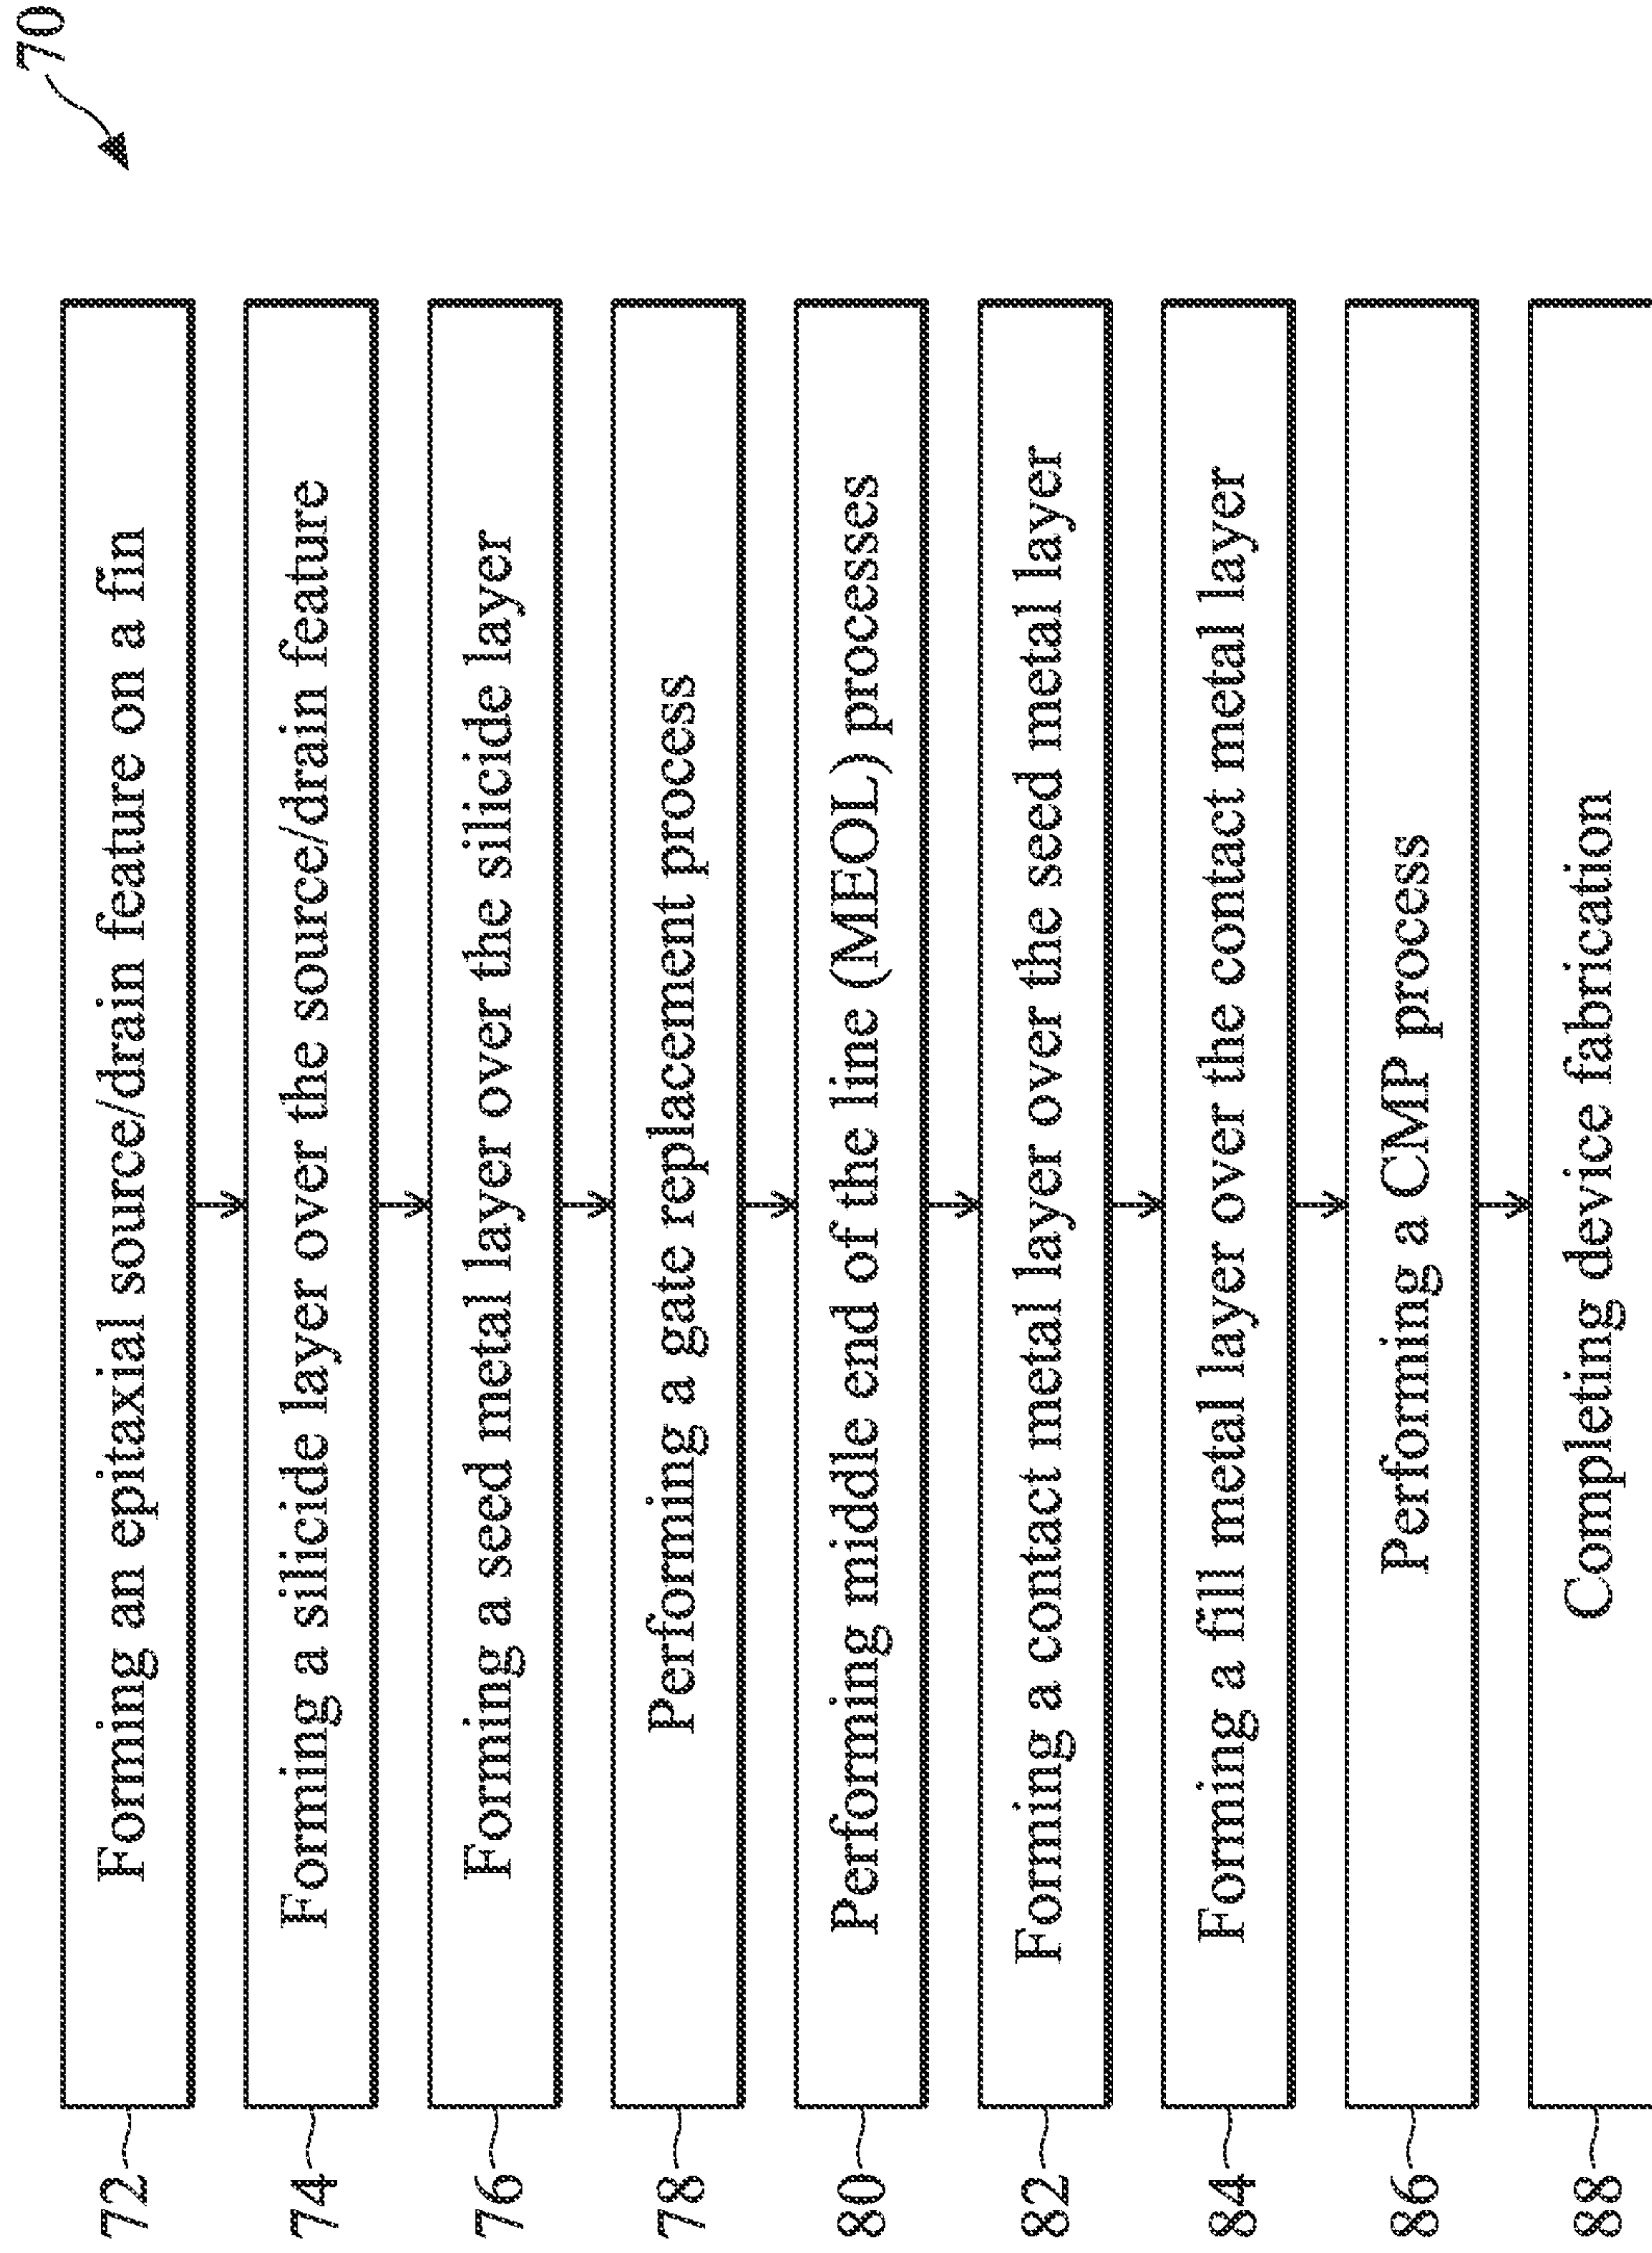 70
72
Forming an epitaxial source/drain feature on a fin
74
Forming a silicide layer over the source/drain feature
76
Forming a seed metal layer over the silicide layer
78
Performing a gate replacement process
80
Performing middle end of the line (MEOL) processes
82
Forming a contact metal layer over the seed metal layer
84
Forming a fill metal layer over the contact metal layer
86
Performing a CMP process
88
Completing device fabrication